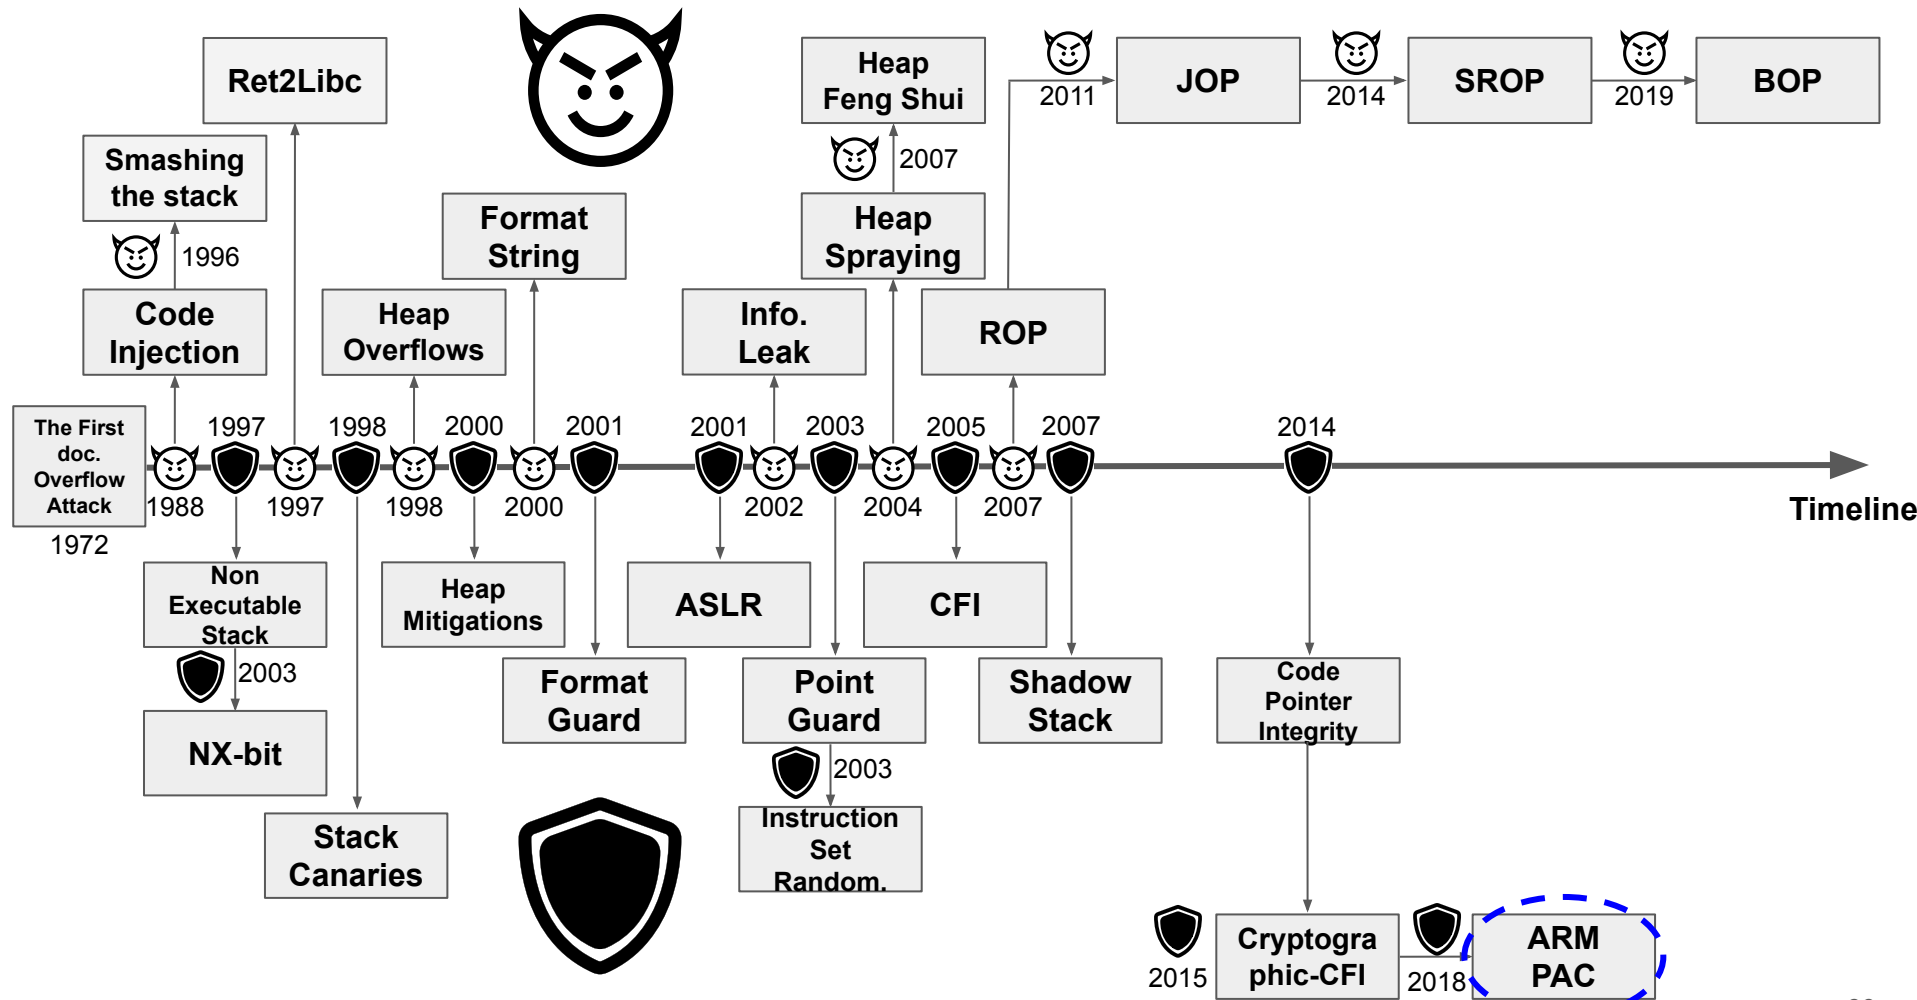 Ret2Libc
Heap
Feng Shui
2011
JOP
2014
SROP
2019
BOP
Smashing
the stack
2007
1996
Format
String
Heap
Spraying
Code
Injection
Heap
Overflows
Info.
Leak
ROP
The First
doc.
Overflow
Attack
1972
1988
1997
1997
1998
1998
2000
2000
2001
2001
2002
2003
2004
2005
2007
2007
2014
Timeline
Non
Executable
Stack
2003
NX-bit
Stack
Canaries
Heap
Mitigations
Format
Guard
ASLR
Point
Guard
2003
Instruction
Set
Random.
CFI
Shadow
Stack
Code
Pointer
Integrity
2015
Cryptogra
phic-CFI
2018
ARM
PAC